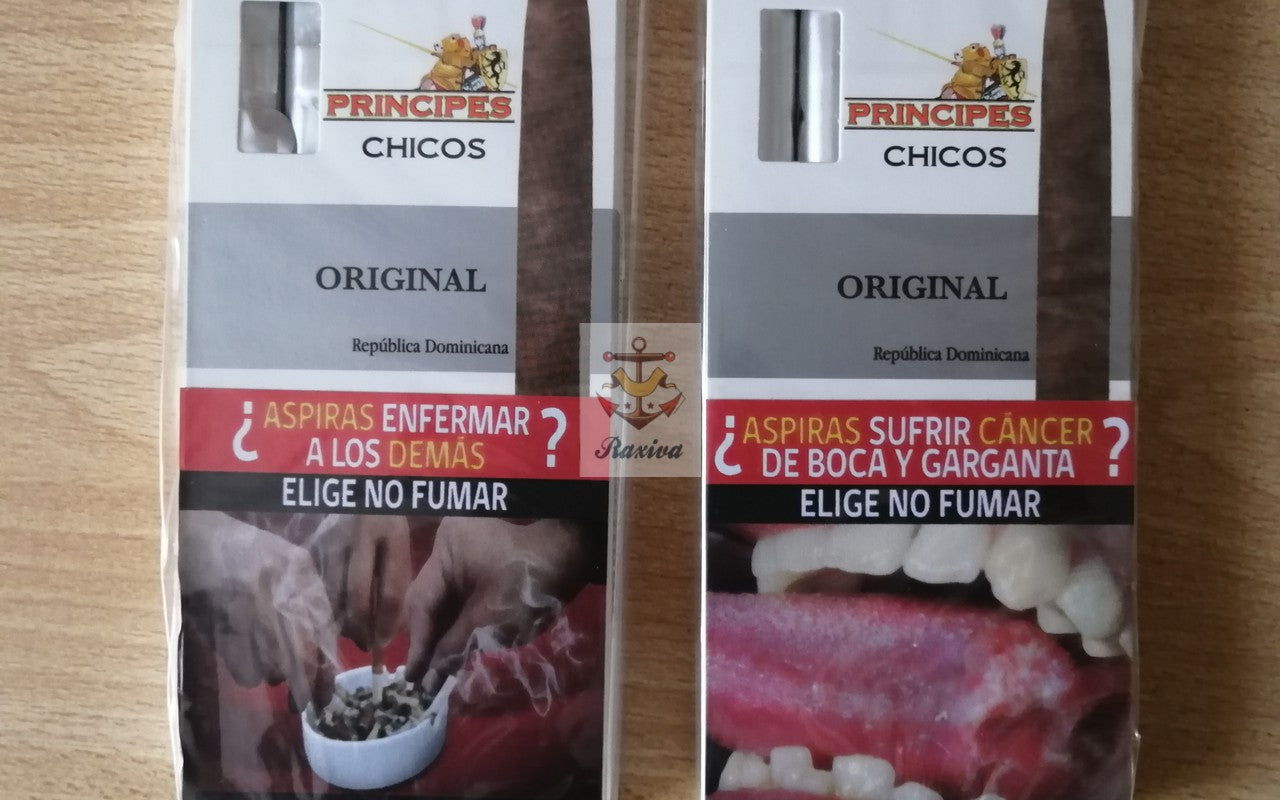 PRINCIPES
CHICOS
ORIGINAL
República Dominicana
¿ASPIRAS ENFERMAR
A LOS DEMÁS?
ELIGE NO FUMAR
PRINCIPES
CHICOS
ORIGINAL
República Dominicana
¿ASPIRAS SUFRIR CÁNCER
DE BOCA Y GARGANTA?
ELIGE NO FUMAR
Raxiva